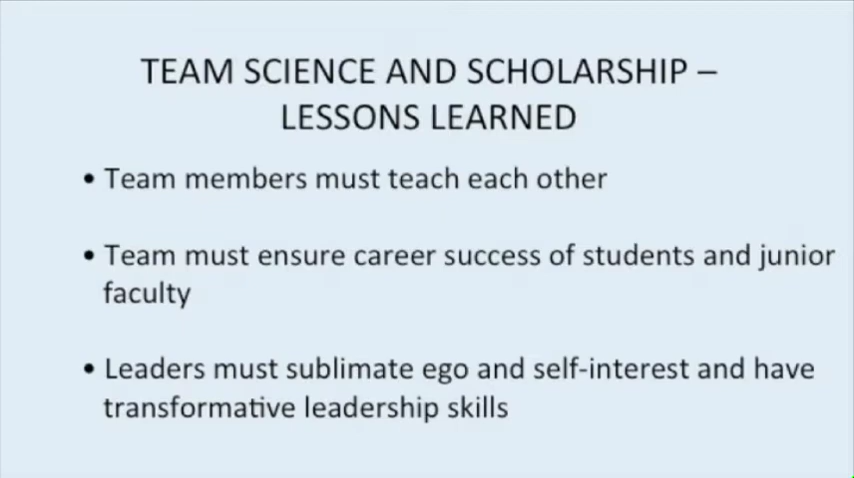 TEAM SCIENCE AND SCHOLARSHIP –
LESSONS LEARNED
• Team members must teach each other
• Team must ensure career success of students and junior
faculty
• Leaders must sublimate ego and self-interest and have
transformative leadership skills